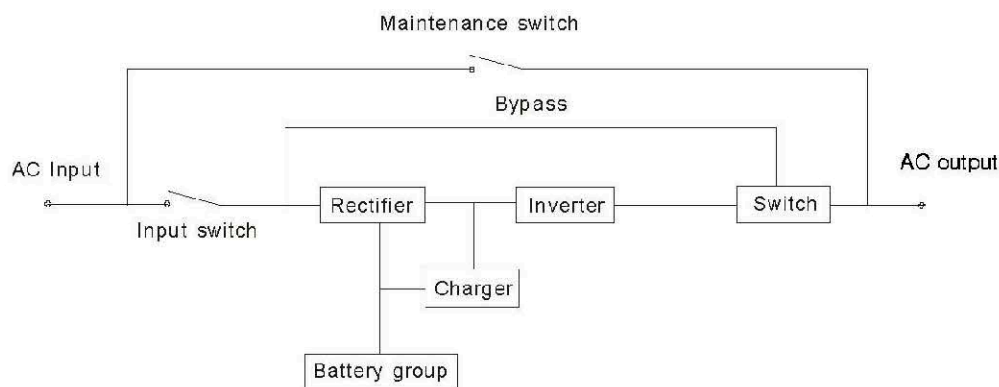 Maintenance switch
Bypass
AC Input
AC output
Rectifier
Inverter
Switch
Input switch
Charger
Battery group